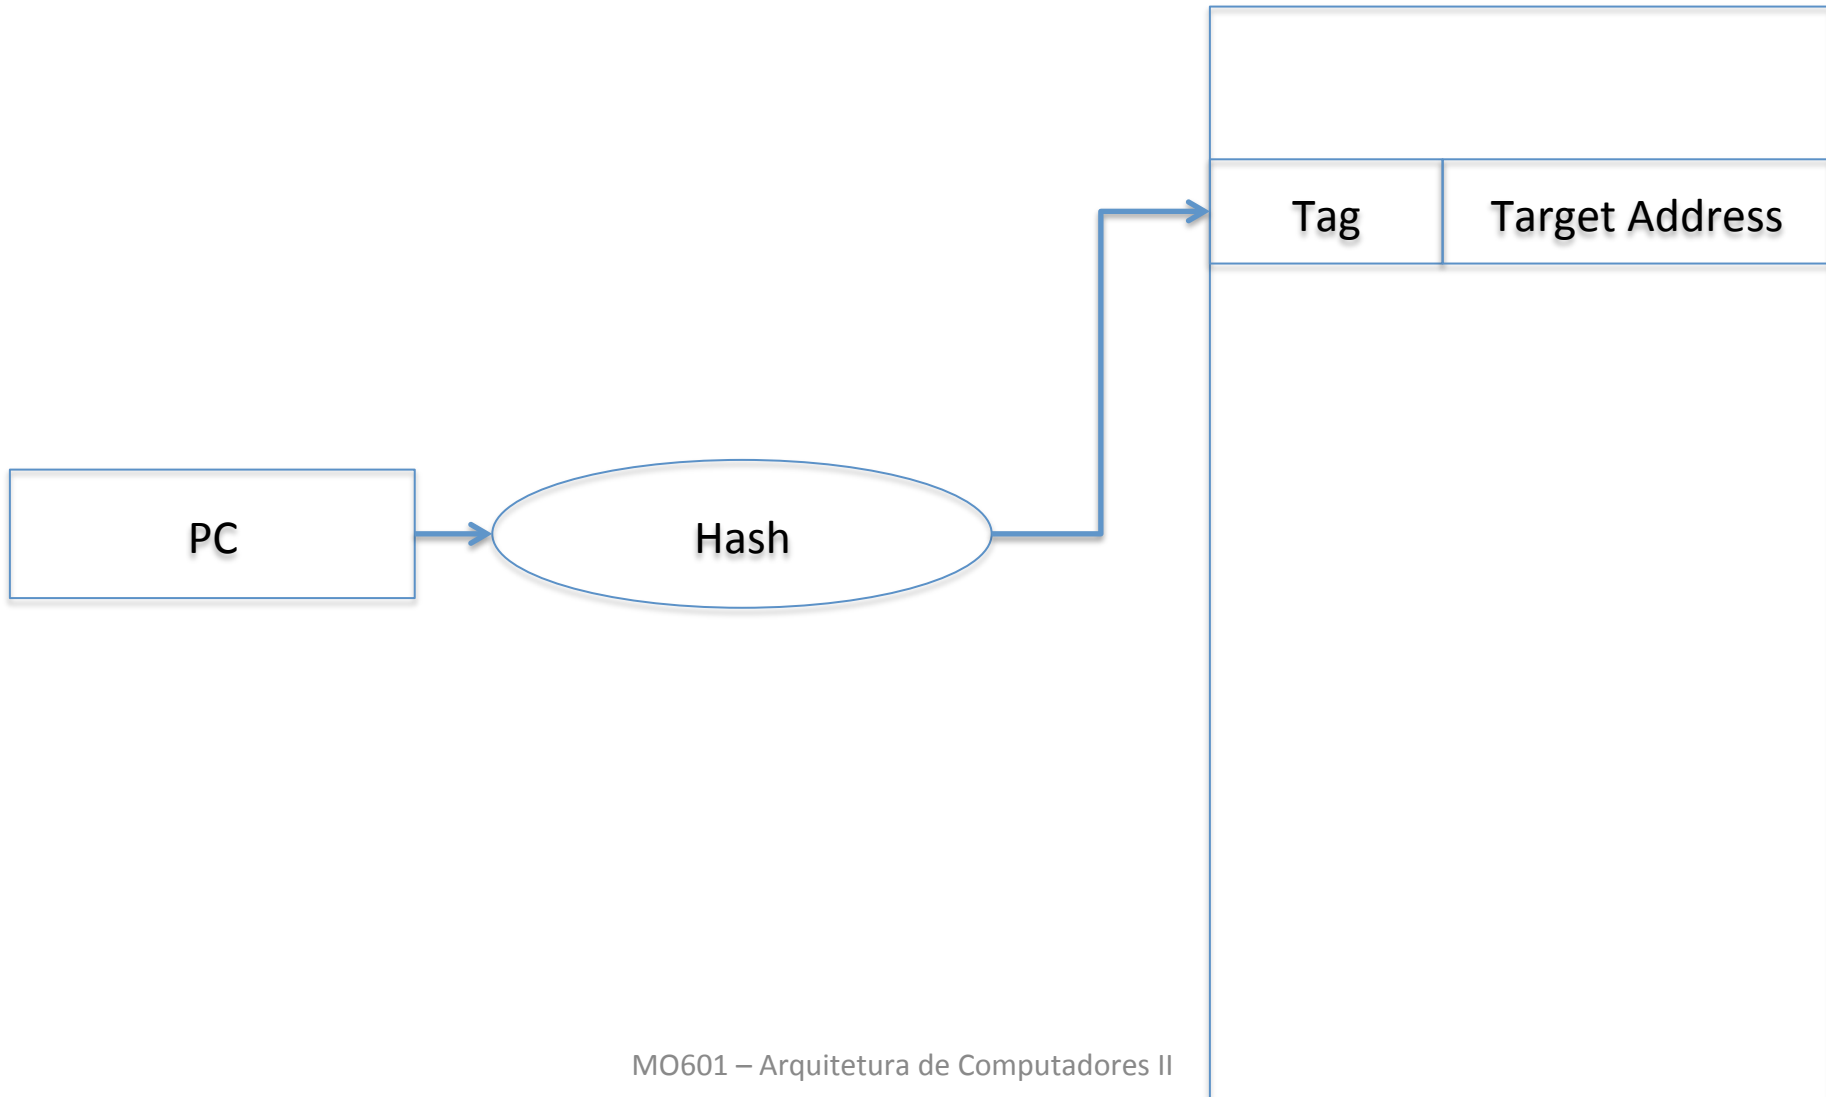 Tag
Target Address
PC
Hash
MO601 – Arquitetura de Computadores II